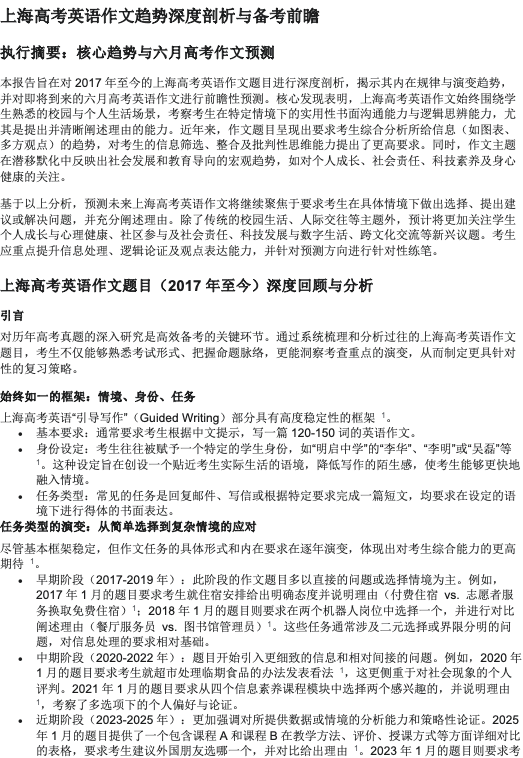 上海高考英语作文趋势深度剖析与备考前瞻
执行摘要：核心趋势与六月高考作文预测
本报告旨在对 2017 年至今的上海高考英语作文题目进行深度剖析，揭示其内在规律与演变趋势，
并对即将到来的六月高考英语作文进行前瞻性预测。核心发现表明，上海高考英语作文始终围绕学
生熟悉的校园与个人生活场景，考察考生在特定情境下的实用性书面沟通能力与逻辑思辨能力，尤
其是提出并清晰阐述理由的能力。近年来，作文题目呈现出要求考生综合分析所给信息（如图表、
多方观点）的趋势，对考生的信息筛选、整合及批判性思维能力提出了更高要求。同时，作文主题
在潜移默化中反映出社会发展和教育导向的宏观趋势，如对个人成长、社会责任、科技素养及身心
健康的关注。
基于以上分析，预测未来上海高考英语作文将继续聚焦于要求考生在具体情境下做出选择、提出建
议或解决问题，并充分阐述理由。除了传统的校园生活、人际交往等主题外，预计将更加关注学生
个人成长与心理健康、社区参与及社会责任、科技发展与数字生活、跨文化交流等新兴议题。考生
应重点提升信息处理、逻辑论证及观点表达能力，并针对预测方向进行针对性练笔。
上海高考英语作文题目（2017 年至今）深度回顾与分析
引言
对历年高考真题的深入研究是高效备考的关键环节。通过系统梳理和分析过往的上海高考英语作文
题目，考生不仅能够熟悉考试形式、把握命题脉络，更能洞察考查重点的演变，从而制定更具针对
性的复习策略。
始终如一的框架：情境、身份、任务
上海高考英语“引导写作”（Guided Writing）部分具有高度稳定性的框架 1。
• 基本要求：通常要求考生根据中文提示，写一篇 120-150 词的英语作文。
• 身份设定：考生往往被赋予一个特定的学生身份，如“明启中学”的“李华”、“李明”或“吴磊”等
1。这种设定旨在创设一个贴近考生实际生活的语境，降低写作的陌生感，使考生能够更快地
融入情境。
• 任务类型：常见的任务是回复邮件、写信或根据特定要求完成一篇短文，均要求在设定的语
境下进行得体的书面表达。
任务类型的演变：从简单选择到复杂情境的应对
尽管基本框架稳定，但作文任务的具体形式和内在要求在逐年演变，体现出对考生综合能力的更高
期待 1。
• 早期阶段（2017-2019 年）：此阶段的作文题目多以直接的问题或选择情境为主。例如，
2017 年 1 月的题目要求考生就住宿安排给出明确态度并说明理由（付费住宿 vs. 志愿者服
务换取免费住宿）1；2018 年 1 月的题目则要求在两个机器人岗位中选择一个，并进行对比
阐述理由（餐厅服务员 vs. 图书馆管理员）1。这些任务通常涉及二元选择或界限分明的问
题，对信息处理的要求相对基础。
• 中期阶段（2020-2022 年）：题目开始引入更细致的信息和相对间接的问题。例如，2020 年
1 月的题目要求考生就超市处理临期食品的办法发表看法 1，这更侧重于对社会现象的个人
评判。2021 年 1 月的题目要求从四个信息素养课程模块中选择两个感兴趣的，并说明理由
1，考察了多选项下的个人偏好与论证。
• 近期阶段（2023-2025 年）：更加强调对所提供数据或情境的分析能力和策略性论证。2025
年 1 月的题目提供了一个包含课程 A 和课程 B 在教学方法、评价、授课方式等方面详细对比
的表格，要求考生建议外国朋友选哪一个，并对比给出理由 1。2023 年 1 月的题目则要求考